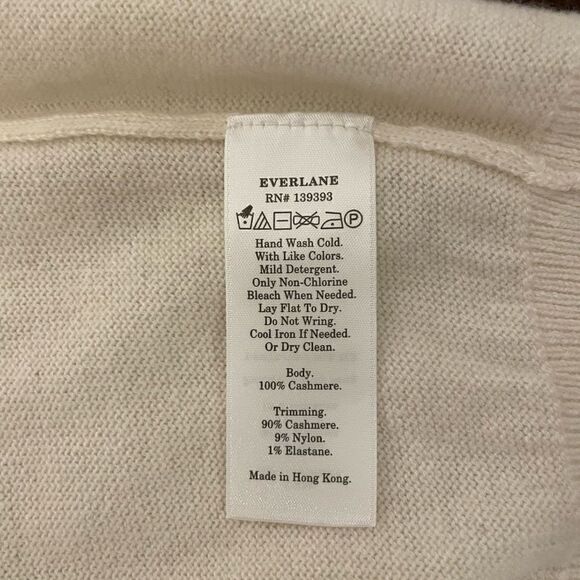 EVERLANE
RN# 139393
P
Hand Wash Cold.
With Like Colors.
Mild Detergent.
Only Non-Chlorine
Bleach When Needed.
Lay Flat To Dry.
Do Not Wring.
Cool Iron If Needed.
Or Dry Clean.
Body.
100% Cashmere.
Trimming.
90% Cashmere.
9% Nylon.
1% Elastane.
Made in Hong Kong.